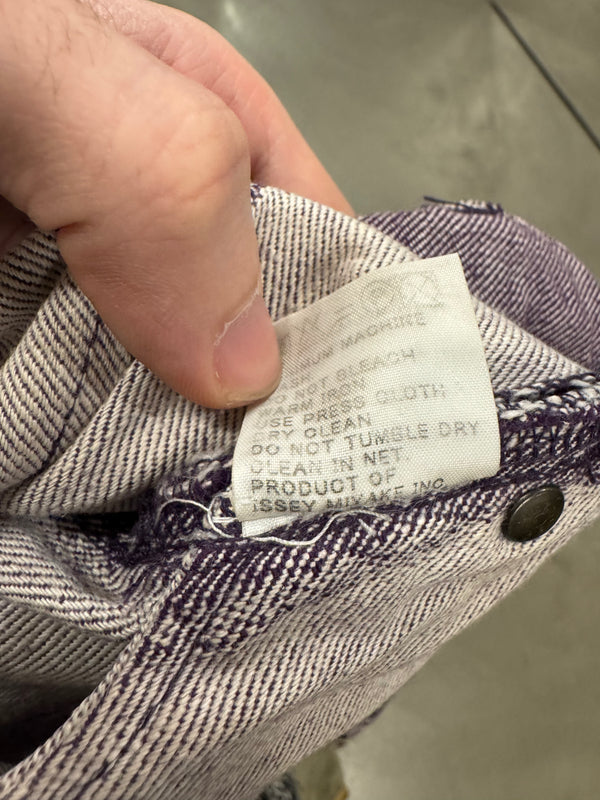 MACHINE
DO NOT BLEACH
WARM IRON
USE PRESS CLOTH
DRY CLEAN
DO NOT TUMBLE DRY
CLEAN IN NET.
PRODUCT OF
ISSEY MIYAKE INC.